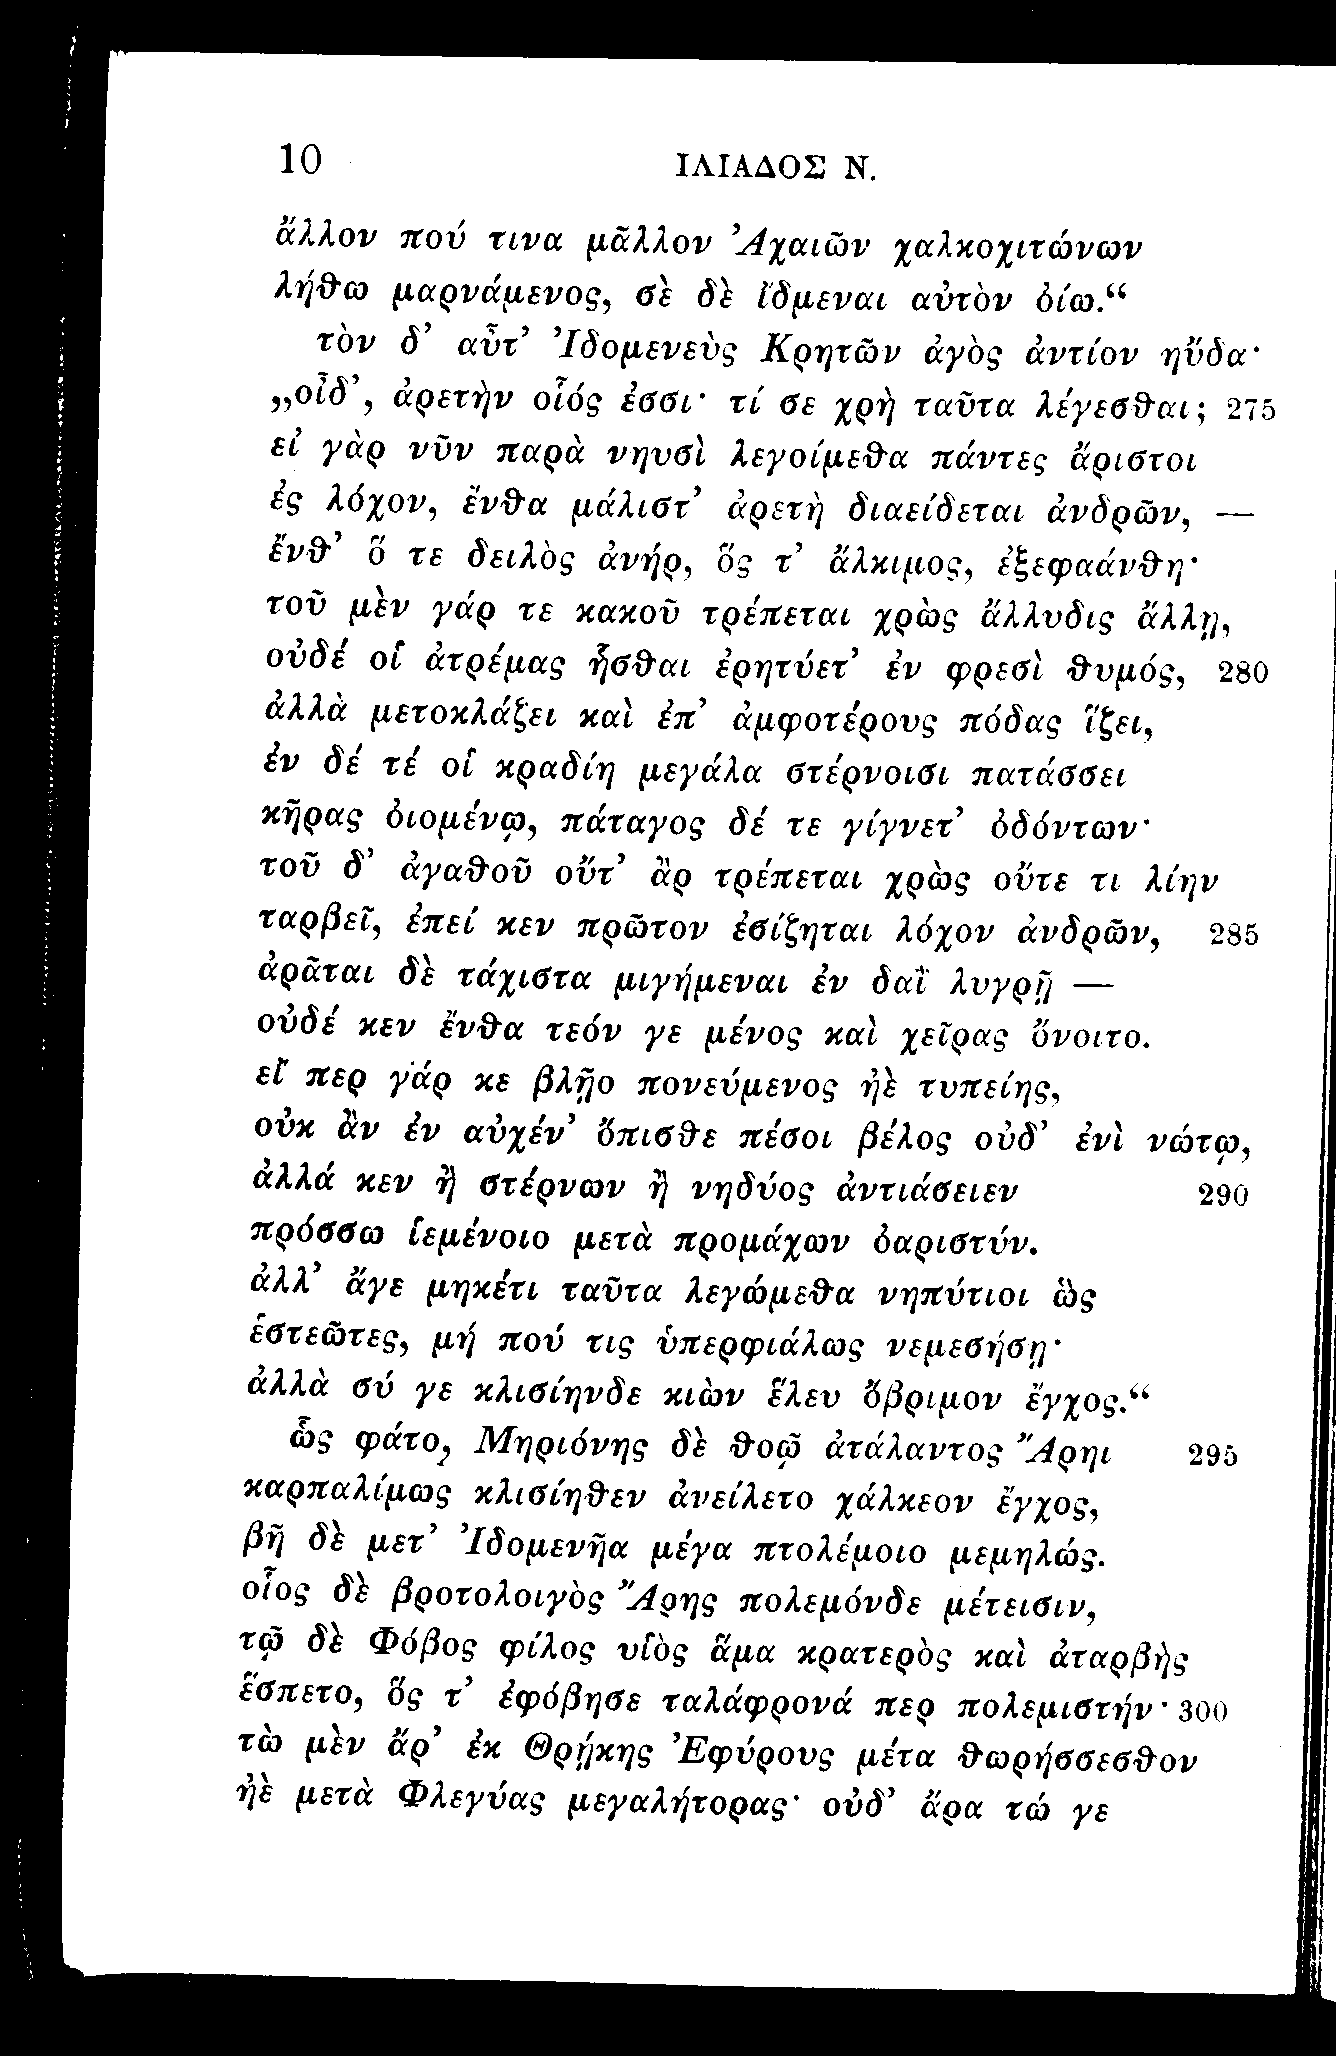 10 ΙΛΙΑΔΟΣ Ν.
ἄλλον πού τινα μᾶλλον Ἀχαιῶν χαλκοχιτώνων
λήϑω μαρνάμενος, σὲ δὲ ἴδμεναι αὐτὸν ὀίω.“
τὸν δ’ αὖτ’ Ἰδομενεὺς Κρητῶν ἀγὸς ἀντίον ηὔδα·
„οἶδ’, ἀρετὴν οἷός ἐσσι· τί σε χρὴ ταῦτα λέγεσϑαι; 275
εἰ γὰρ νῦν παρὰ νηυσὶ λεγοίμεϑα πάντες ἄριστοι
ἐς λόχον, ἔνϑα μάλιστ’ ἀρετὴ διαείδεται ἀνδρῶν, —
ἔνϑ’ ὅ τε δειλὸς ἀνήρ, ὅς τ’ ἄλκιμος, ἐξεφαάνϑη·
τοῦ μὲν γάρ τε κακοῦ τρέπεται χρὼς ἄλλυδις ἄλλῃ,
οὐδέ οἱ ἀτρέμας ἧσϑαι ἐρητύετ’ ἐν φρεσὶ ϑυμός, 280
ἀλλὰ μετοκλάζει καὶ ἐπ’ ἀμφοτέρους πόδας ἵζει,
ἐν δέ τέ οἱ κραδίη μεγάλα στέρνοισι πατάσσει
κῆρας ὀιομένῳ, πάταγος δέ τε γίγνετ’ ὀδόντων·
τοῦ δ’ ἀγαϑοῦ οὔτ’ ἂρ τρέπεται χρὼς οὔτε τι λίην
ταρβεῖ, ἐπεί κεν πρῶτον ἐσίζηται λόχον ἀνδρῶν, 285
ἀρᾶται δὲ τάχιστα μιγήμεναι ἐν δαῒ λυγρῇ —
οὐδέ κεν ἔνϑα τεόν γε μένος καὶ χεῖρας ὄνοιτο.
εἴ περ γάρ κε βλῇο πονεύμενος ἠὲ τυπείης,
οὐκ ἂν ἐν αὐχέν’ ὄπισϑε πέσοι βέλος οὐδ’ ἐνὶ νώτῳ,
ἀλλά κεν ἢ στέρνων ἢ νηδύος ἀντιάσειεν 290
πρόσσω ἱεμένοιο μετὰ προμάχων ὀαριστύν.
ἀλλ’ ἄγε μηκέτι ταῦτα λεγώμεϑα νηπύτιοι ὣς
ἑστεῶτες, μή πού τις ὑπερφιάλως νεμεσήσῃ·
ἀλλὰ σύ γε κλισίηνδε κιὼν ἕλευ ὄβριμον ἔγχος.“
ὣς φάτο, Μηριόνης δὲ ϑοῷ ἀτάλαντος Ἄρηι 295
καρπαλίμως κλισίηϑεν ἀνείλετο χάλκεον ἔγχος,
βῆ δὲ μετ’ Ἰδομενῆα μέγα πτολέμοιο μεμηλώς.
οἷος δὲ βροτολοιγὸς Ἄρης πολεμόνδε μέτεισιν,
τῷ δὲ Φόβος φίλος υἱὸς ἅμα κρατερὸς καὶ ἀταρβὴς
ἕσπετο, ὅς τ’ ἐφόβησε ταλάφρονά περ πολεμιστήν· 300
τὼ μὲν ἄρ’ ἐκ Θρῄκης Ἐφύρους μέτα ϑωρήσσεσϑον
ἠὲ μετὰ Φλεγύας μεγαλήτορας· οὐδ’ ἄρα τώ γε